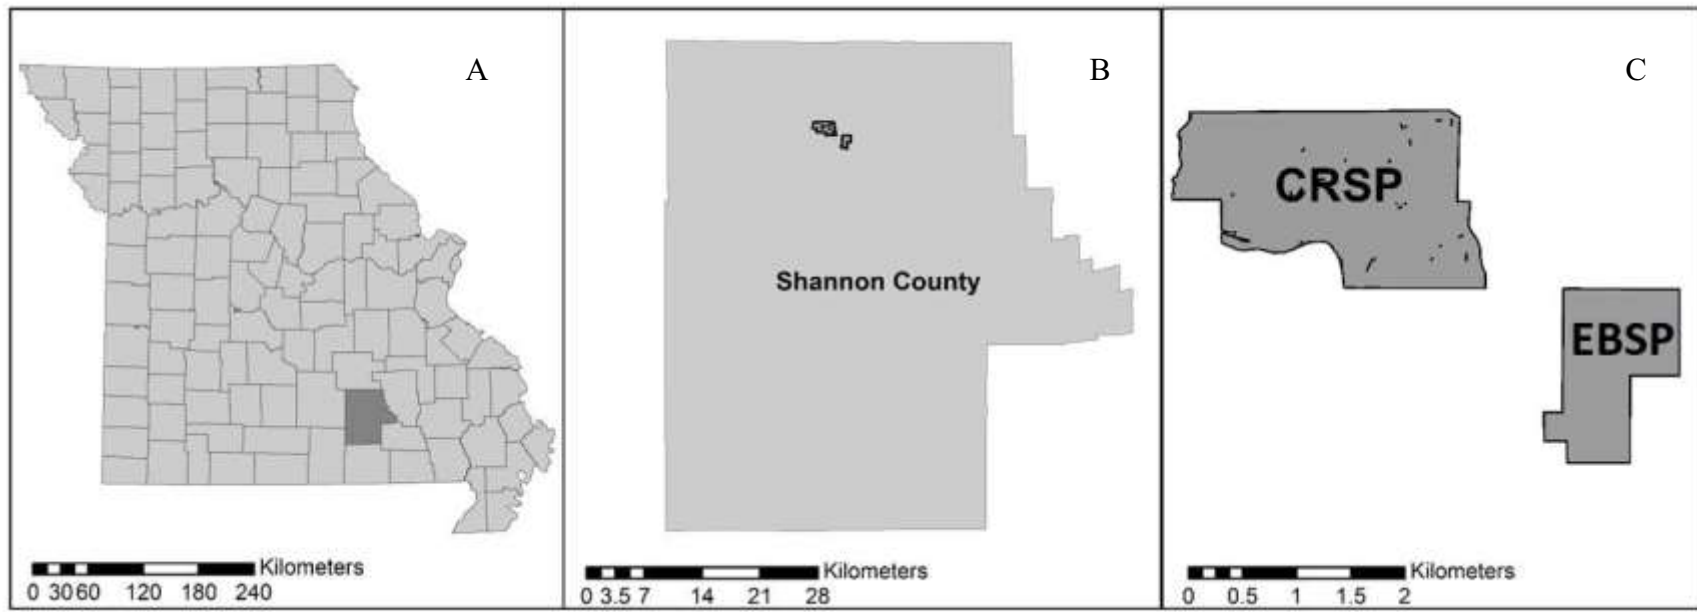 A
B
C
Shannon County
CRSP
EBSP
Kilometers
0 30 60 120 180 240
Kilometers
0 3.5 7 14 21 28
Kilometers
0 0.5 1 1.5 2